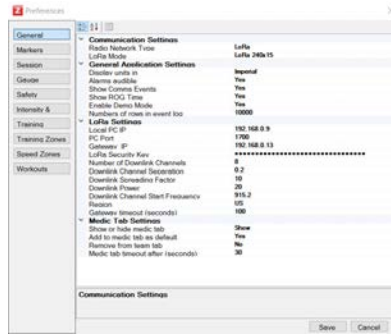 Preferences
General
Markers
Session
Gauge
Safety
Intensity &
Training
Training Zones
Speed Zones
Workouts
Communication Settings
Radio Network Type LoRa
LoRa Mode LoRa 240x15
General Application Settings
Display units in Imperial
Alarms audible Yes
Show Comms Events Yes
Show ROG Time Yes
Enable Demo Mode Yes
Numbers of rows in event log 10000
LoRa Settings
Local PC IP 192.168.0.9
PC Port 1700
Gateway IP 192.168.0.13
LoRa Security Key ********************************
Number of Downlink Channels 8
Downlink Channel Separation 0.2
Downlink Spreading Factor 10
Downlink Power 20
Downlink Channel Start Frequency 915.2
Region US
Gateway timeout (seconds) 100
Medic Tab Settings
Show or hide medic tab Show
Add to medic tab as default Yes
Remove from team tab No
Medic tab timeout after (seconds) 30
Communication Settings
Save Cancel